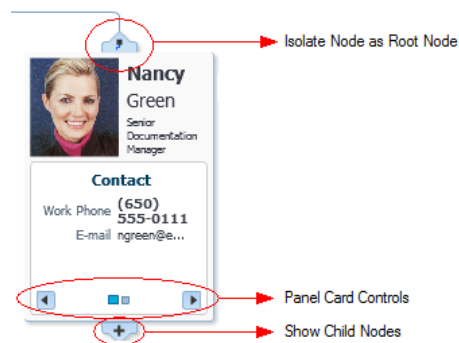 Isolate Node as Root Node
Nancy
Green
Senior
Documentation
Manager
Contact
Work Phone (650)
555-0111
E-mail ngreen@e...
Panel Card Controls
Show Child Nodes